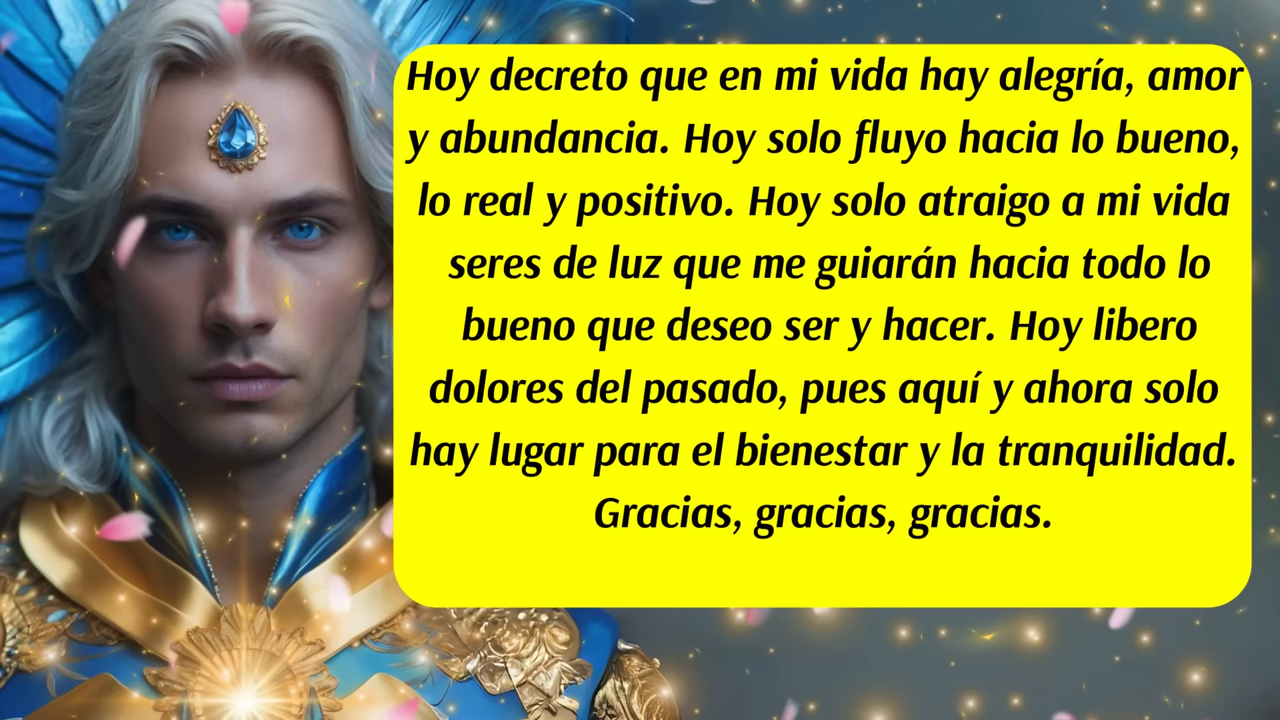 Hoy decreto que en mi vida hay alegría, amor
y abundancia. Hoy solo fluyo hacia lo bueno,
lo real y positivo. Hoy solo atraigo a mi vida
seres de luz que me guiarán hacia todo lo
bueno que deseo ser y hacer. Hoy libero
dolores del pasado, pues aquí y ahora solo
hay lugar para el bienestar y la tranquilidad.
Gracias, gracias, gracias.